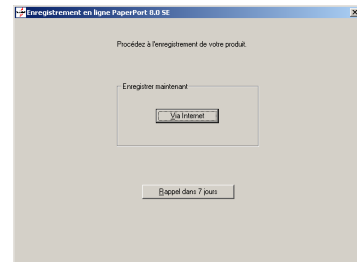 Enregistrement en ligne PaperPort 8.0 SE
Procédez à l'enregistrement de votre produit.
Enregistrer maintenant
Via Internet
Rappel dans 7 jours